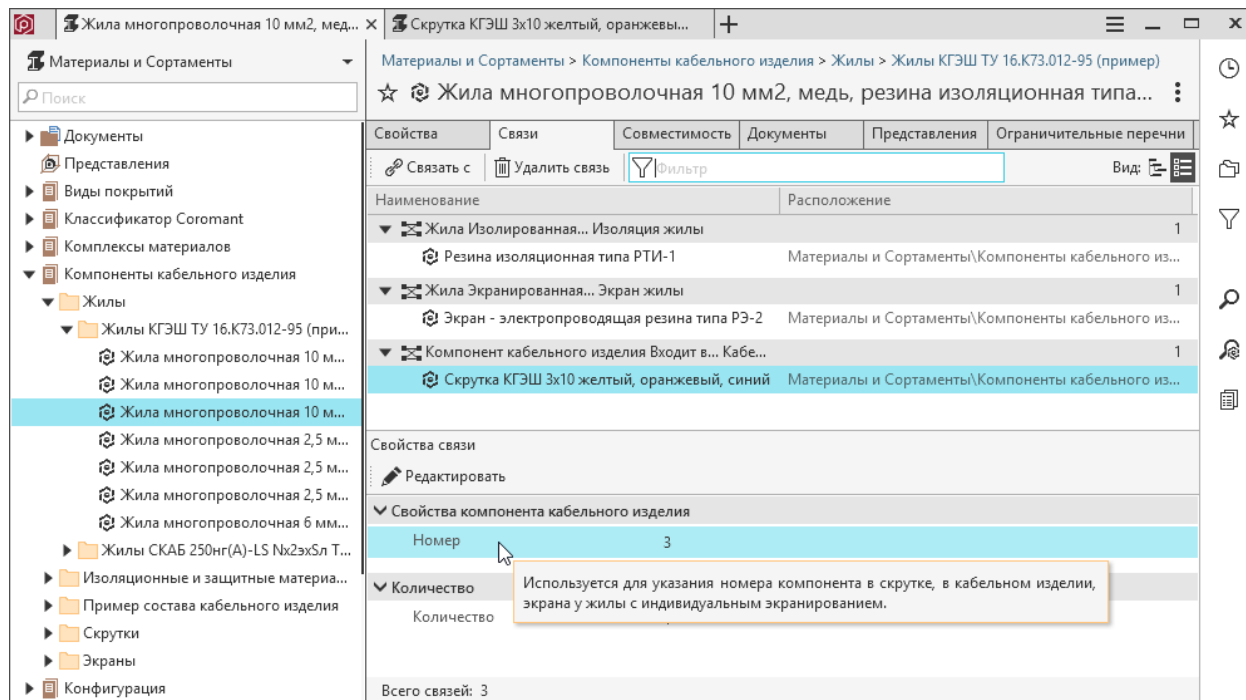 Жила многопроволочная 10 мм2, мед...
Скрутка КГЭШ 3x10 желтый, оранжевы...
Материалы и Сортаменты
Поиск
Документы
Представления
Виды покрытий
Классификатор Coromant
Комплексы материалов
Компоненты кабельного изделия
Жилы
Жилы КГЭШ ТУ 16.К73.012-95 (при...
Жила многопроволочная 10 м...
Жила многопроволочная 10 м...
Жила многопроволочная 10 м...
Жила многопроволочная 2,5 м...
Жила многопроволочная 2,5 м...
Жила многопроволочная 2,5 м...
Жила многопроволочная 6 мм...
Жилы СКАБ 250нг(А)-LS Nx2эxSл Т...
Изоляционные и защитные материа...
Пример состава кабельного изделия
Скрутки
Экраны
Конфигурация
Материалы и Сортаменты > Компоненты кабельного изделия > Жилы > Жилы КГЭШ ТУ 16.К73.012-95 (пример)
Жила многопроволочная 10 мм2, медь, резина изоляционная типа...
Свойства Связи Совместимость Документы Представления Ограничительные перечни
Связать с Удалить связь Фильтр Вид:
Наименование Расположение
Жила Изолированная... Изоляция жилы 1
Резина изоляционная типа РТИ-1 Материалы и Сортаменты\Компоненты кабельного из...
Жила Экранированная... Экран жилы 1
Экран - электропроводящая резина типа РЭ-2 Материалы и Сортаменты\Компоненты кабельного из...
Компонент кабельного изделия Входит в... Кабе... 1
Скрутка КГЭШ 3x10 желтый, оранжевый, синий Материалы и Сортаменты\Компоненты кабельного из...
Свойства связи
Редактировать
Свойства компонента кабельного изделия
Номер 3
Количество
Используется для указания номера компонента в скрутке, в кабельном изделии,
экрана у жилы с индивидуальным экранированием.
Количество
Всего связей: 3